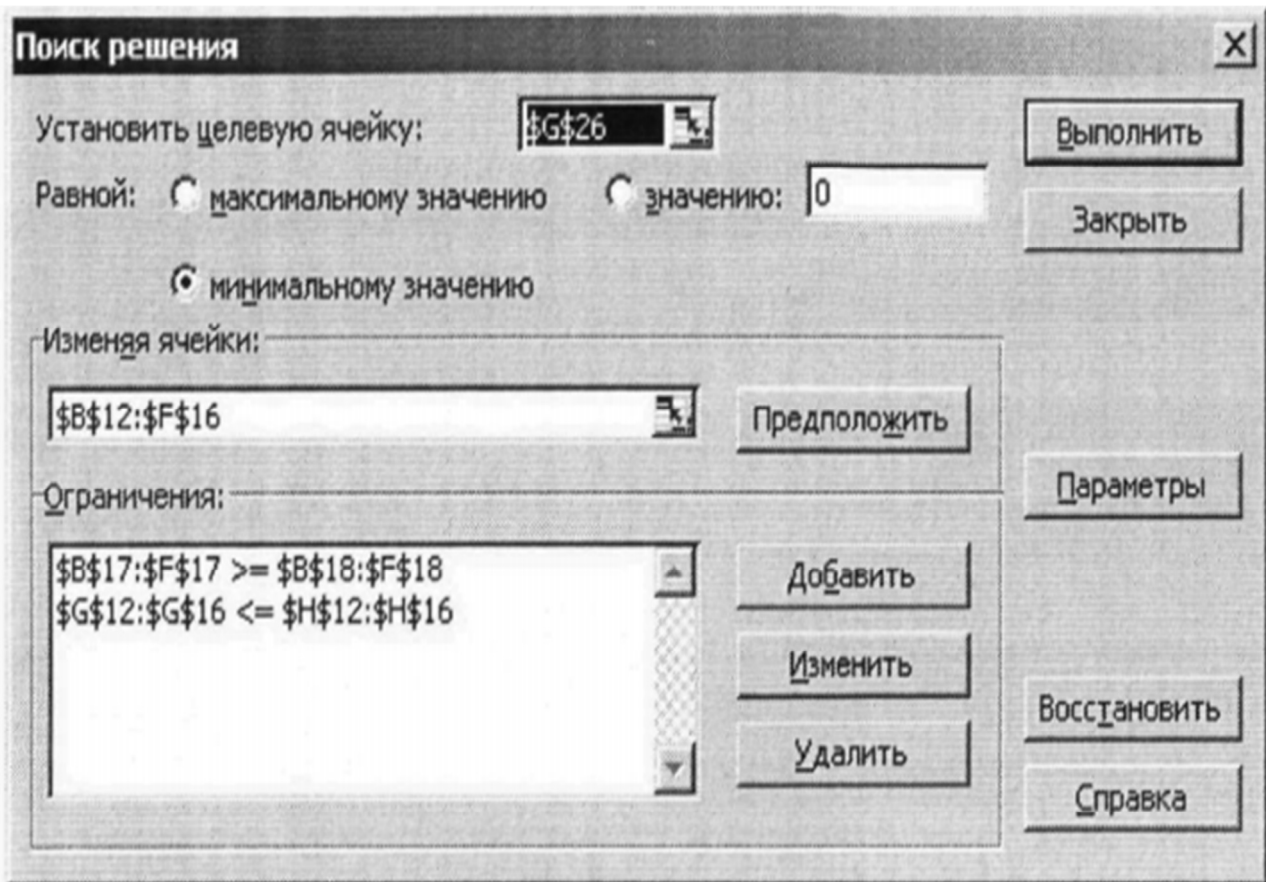 Поиск решения
Установить целевую ячейку: $G$26
Выполнить
Равной: максимальному значению значению: 0
Закрыть
минимальному значению
Изменяя ячейки:
$B$12:$F$16
Предположить
Параметры
Ограничения:
$B$17:$F$17 >= $B$18:$F$18
$G$12:$G$16 <= $H$12:$H$16
Добавить
Изменить
Удалить
Восстановить
Справка